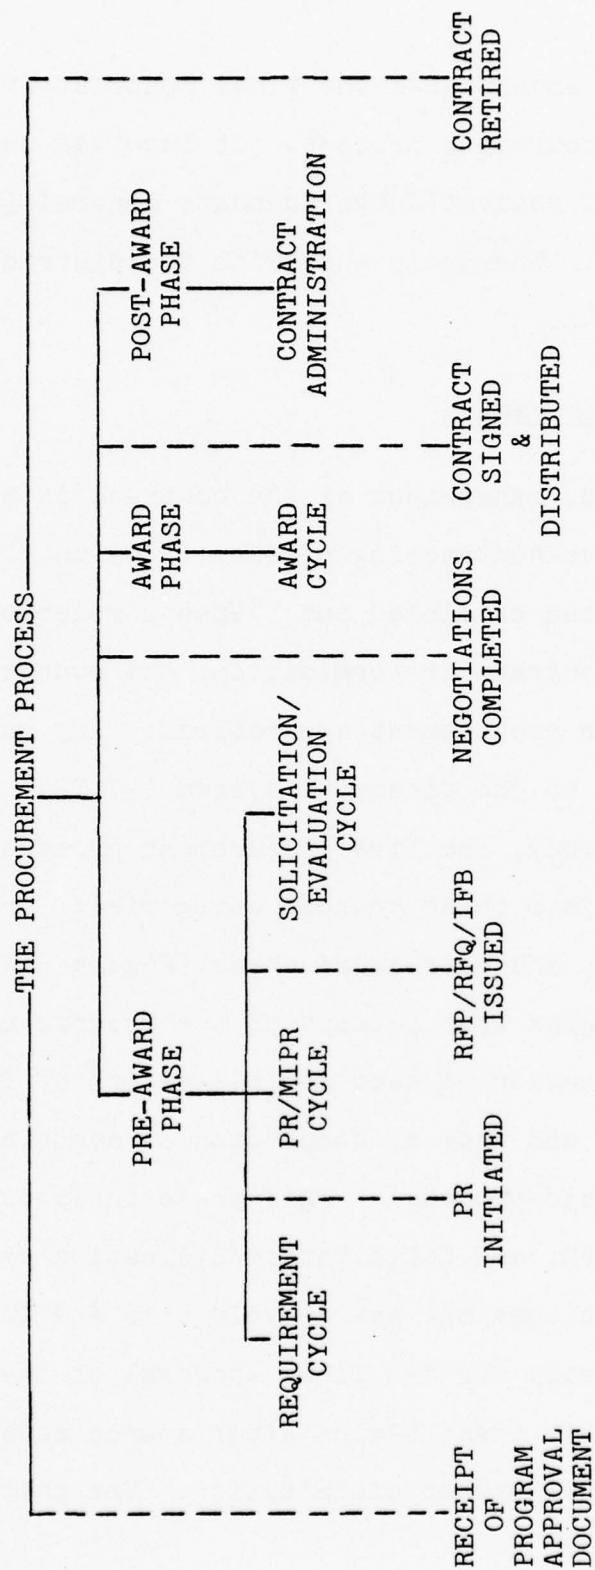 THE PROCUREMENT PROCESS
PRE-AWARD
PHASE
AWARD
PHASE
POST-AWARD
PHASE
REQUIREMENT
CYCLE
PR/MIPR
CYCLE
SOLICITATION/
EVALUATION
CYCLE
AWARD
CYCLE
CONTRACT
ADMINISTRATION
RECEIPT
OF
PROGRAM
APPROVAL
DOCUMENT
PR
INITIATED
RFP/RFQ/IFB
ISSUED
NEGOTIATIONS
COMPLETED
CONTRACT
SIGNED
&
DISTRIBUTED
CONTRACT
RETIRED